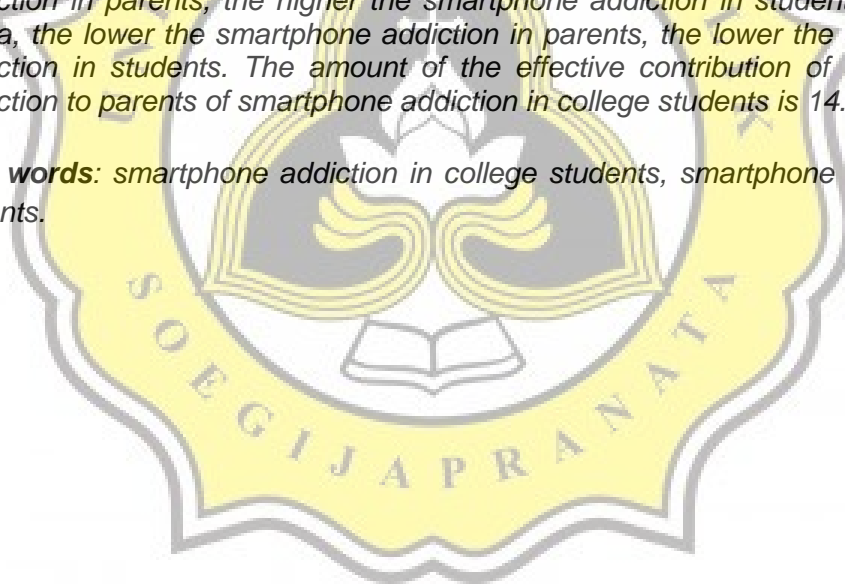 ction in parents, the higher the smartphone addiction in student
a, the lower the smartphone addiction in parents, the lower the
ction in students. The amount of the effective contribution of
ction to parents of smartphone addiction in college students is 14.
words: smartphone addiction in college students, smartphone
nts.
SOEGIJAPRANATA